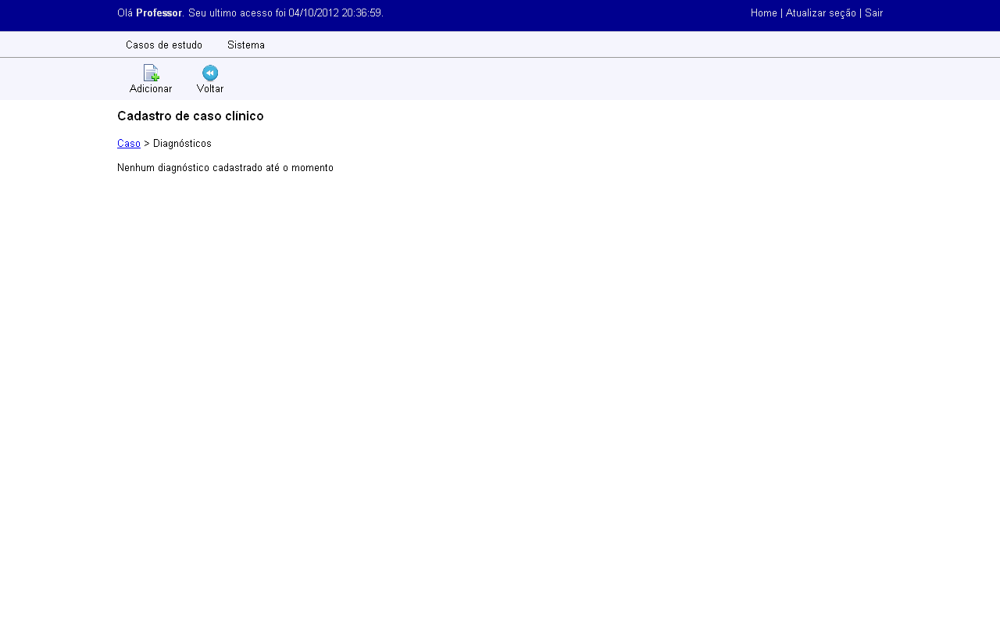 Olá Professor. Seu ultimo acesso foi 04/10/2012 20:36:59.
Home | Atualizar seção | Sair
Casos de estudo
Sistema
Adicionar
Voltar
Cadastro de caso clínico
Caso > Diagnósticos
Nenhum diagnóstico cadastrado até o momento